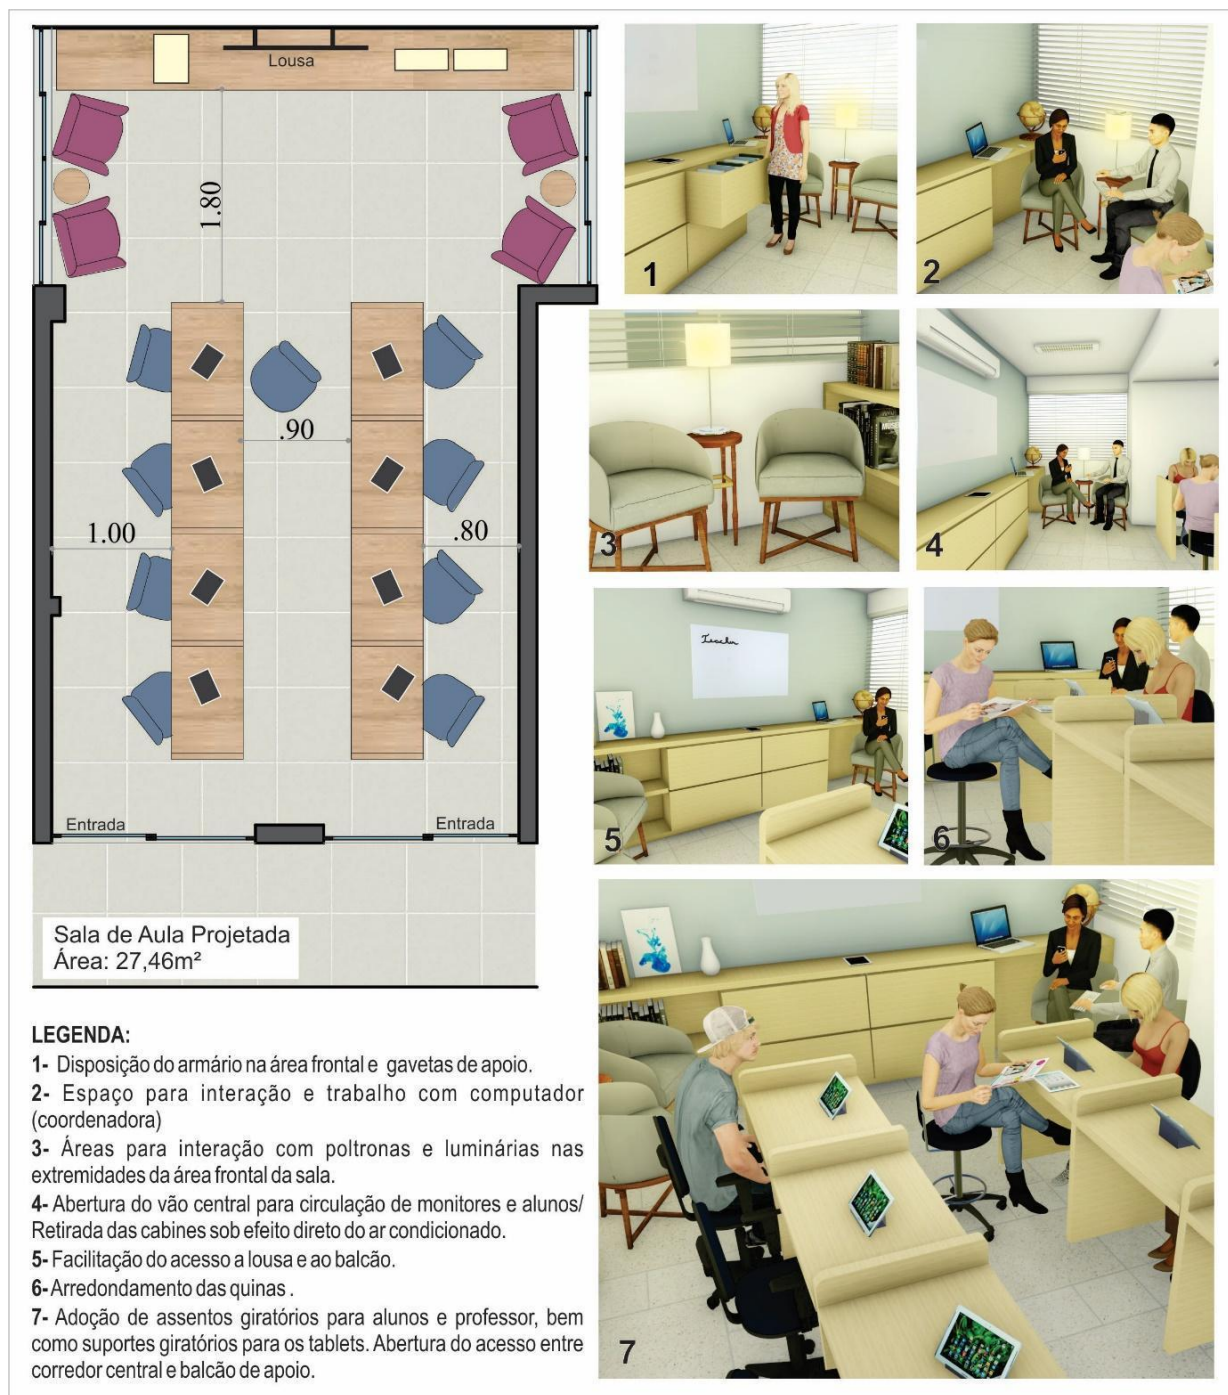 Lousa
1.80
.90
1.00
.80
Entrada
Entrada
Sala de Aula Projetada
Área: 27,46m²
LEGENDA:
1- Disposição do armário na área frontal e gavetas de apoio.
2- Espaço para interação e trabalho com computador
(coordenadora)
3- Áreas para interação com poltronas e luminárias nas
extremidades da área frontal da sala.
4- Abertura do vão central para circulação de monitores e alunos/
Retirada das cabines sob efeito direto do ar condicionado.
5- Facilitação do acesso a lousa e ao balcão.
6- Arredondamento das quinas .
7- Adoção de assentos giratórios para alunos e professor, bem
como suportes giratórios para os tablets. Abertura do acesso entre
corredor central e balcão de apoio.
1
2
3
4
Teacher
5
6
7